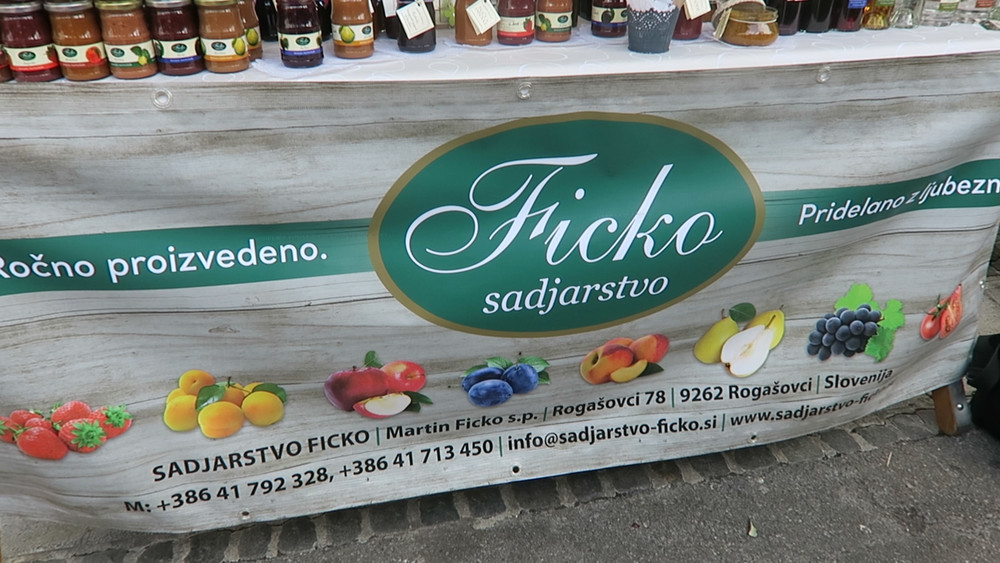 Ficko
sadjarstvo
Ročno proizvedeno.
Pridelano z ljubezn
SADJARSTVO FICKO | Martin Ficko s.p. | Rogašovci 78 | 9262 Rogašovci | Slovenija
M: +386 41 792 328, +386 41 713 450 | info@sadjarstvo-ficko.si | www.sadjarstvo-fic